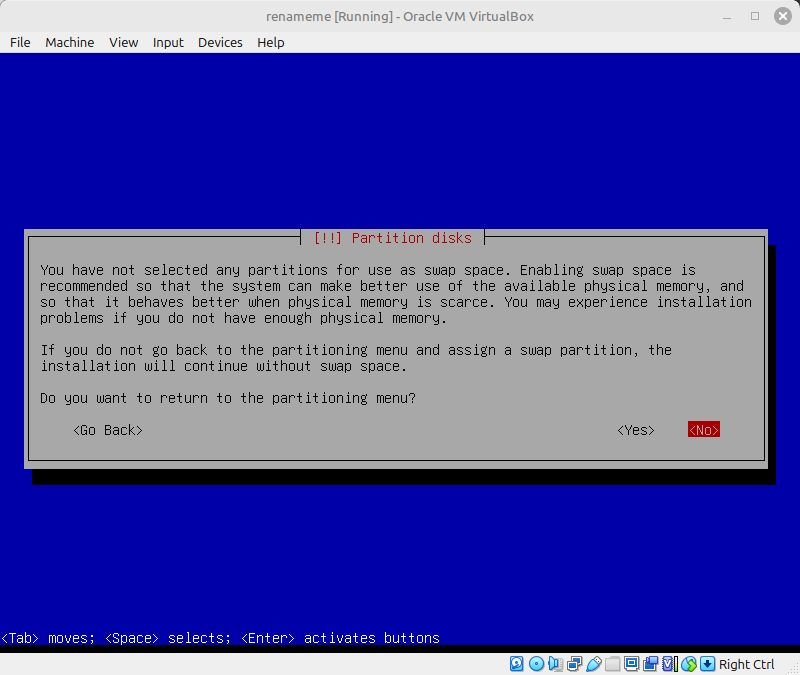 renameme [Running] - Oracle VM VirtualBox
File Machine View Input Devices Help
[!!] Partition disks
You have not selected any partitions for use as swap space. Enabling swap space is
recommended so that the system can make better use of the available physical memory, and
so that it behaves better when physical memory is scarce. You may experience installation
problems if you do not have enough physical memory.
If you do not go back to the partitioning menu and assign a swap partition, the
installation will continue without swap space.
Do you want to return to the partitioning menu?
<Go Back> <Yes> <No>
<Tab> moves; <Space> selects; <Enter> activates buttons
Right Ctrl